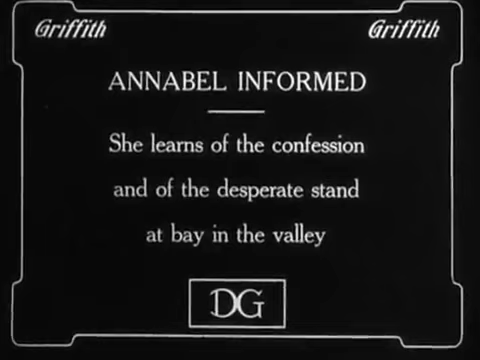 Griffith Griffith
ANNABEL INFORMED
She learns of the confession
and of the desperate stand
at bay in the valley
DG